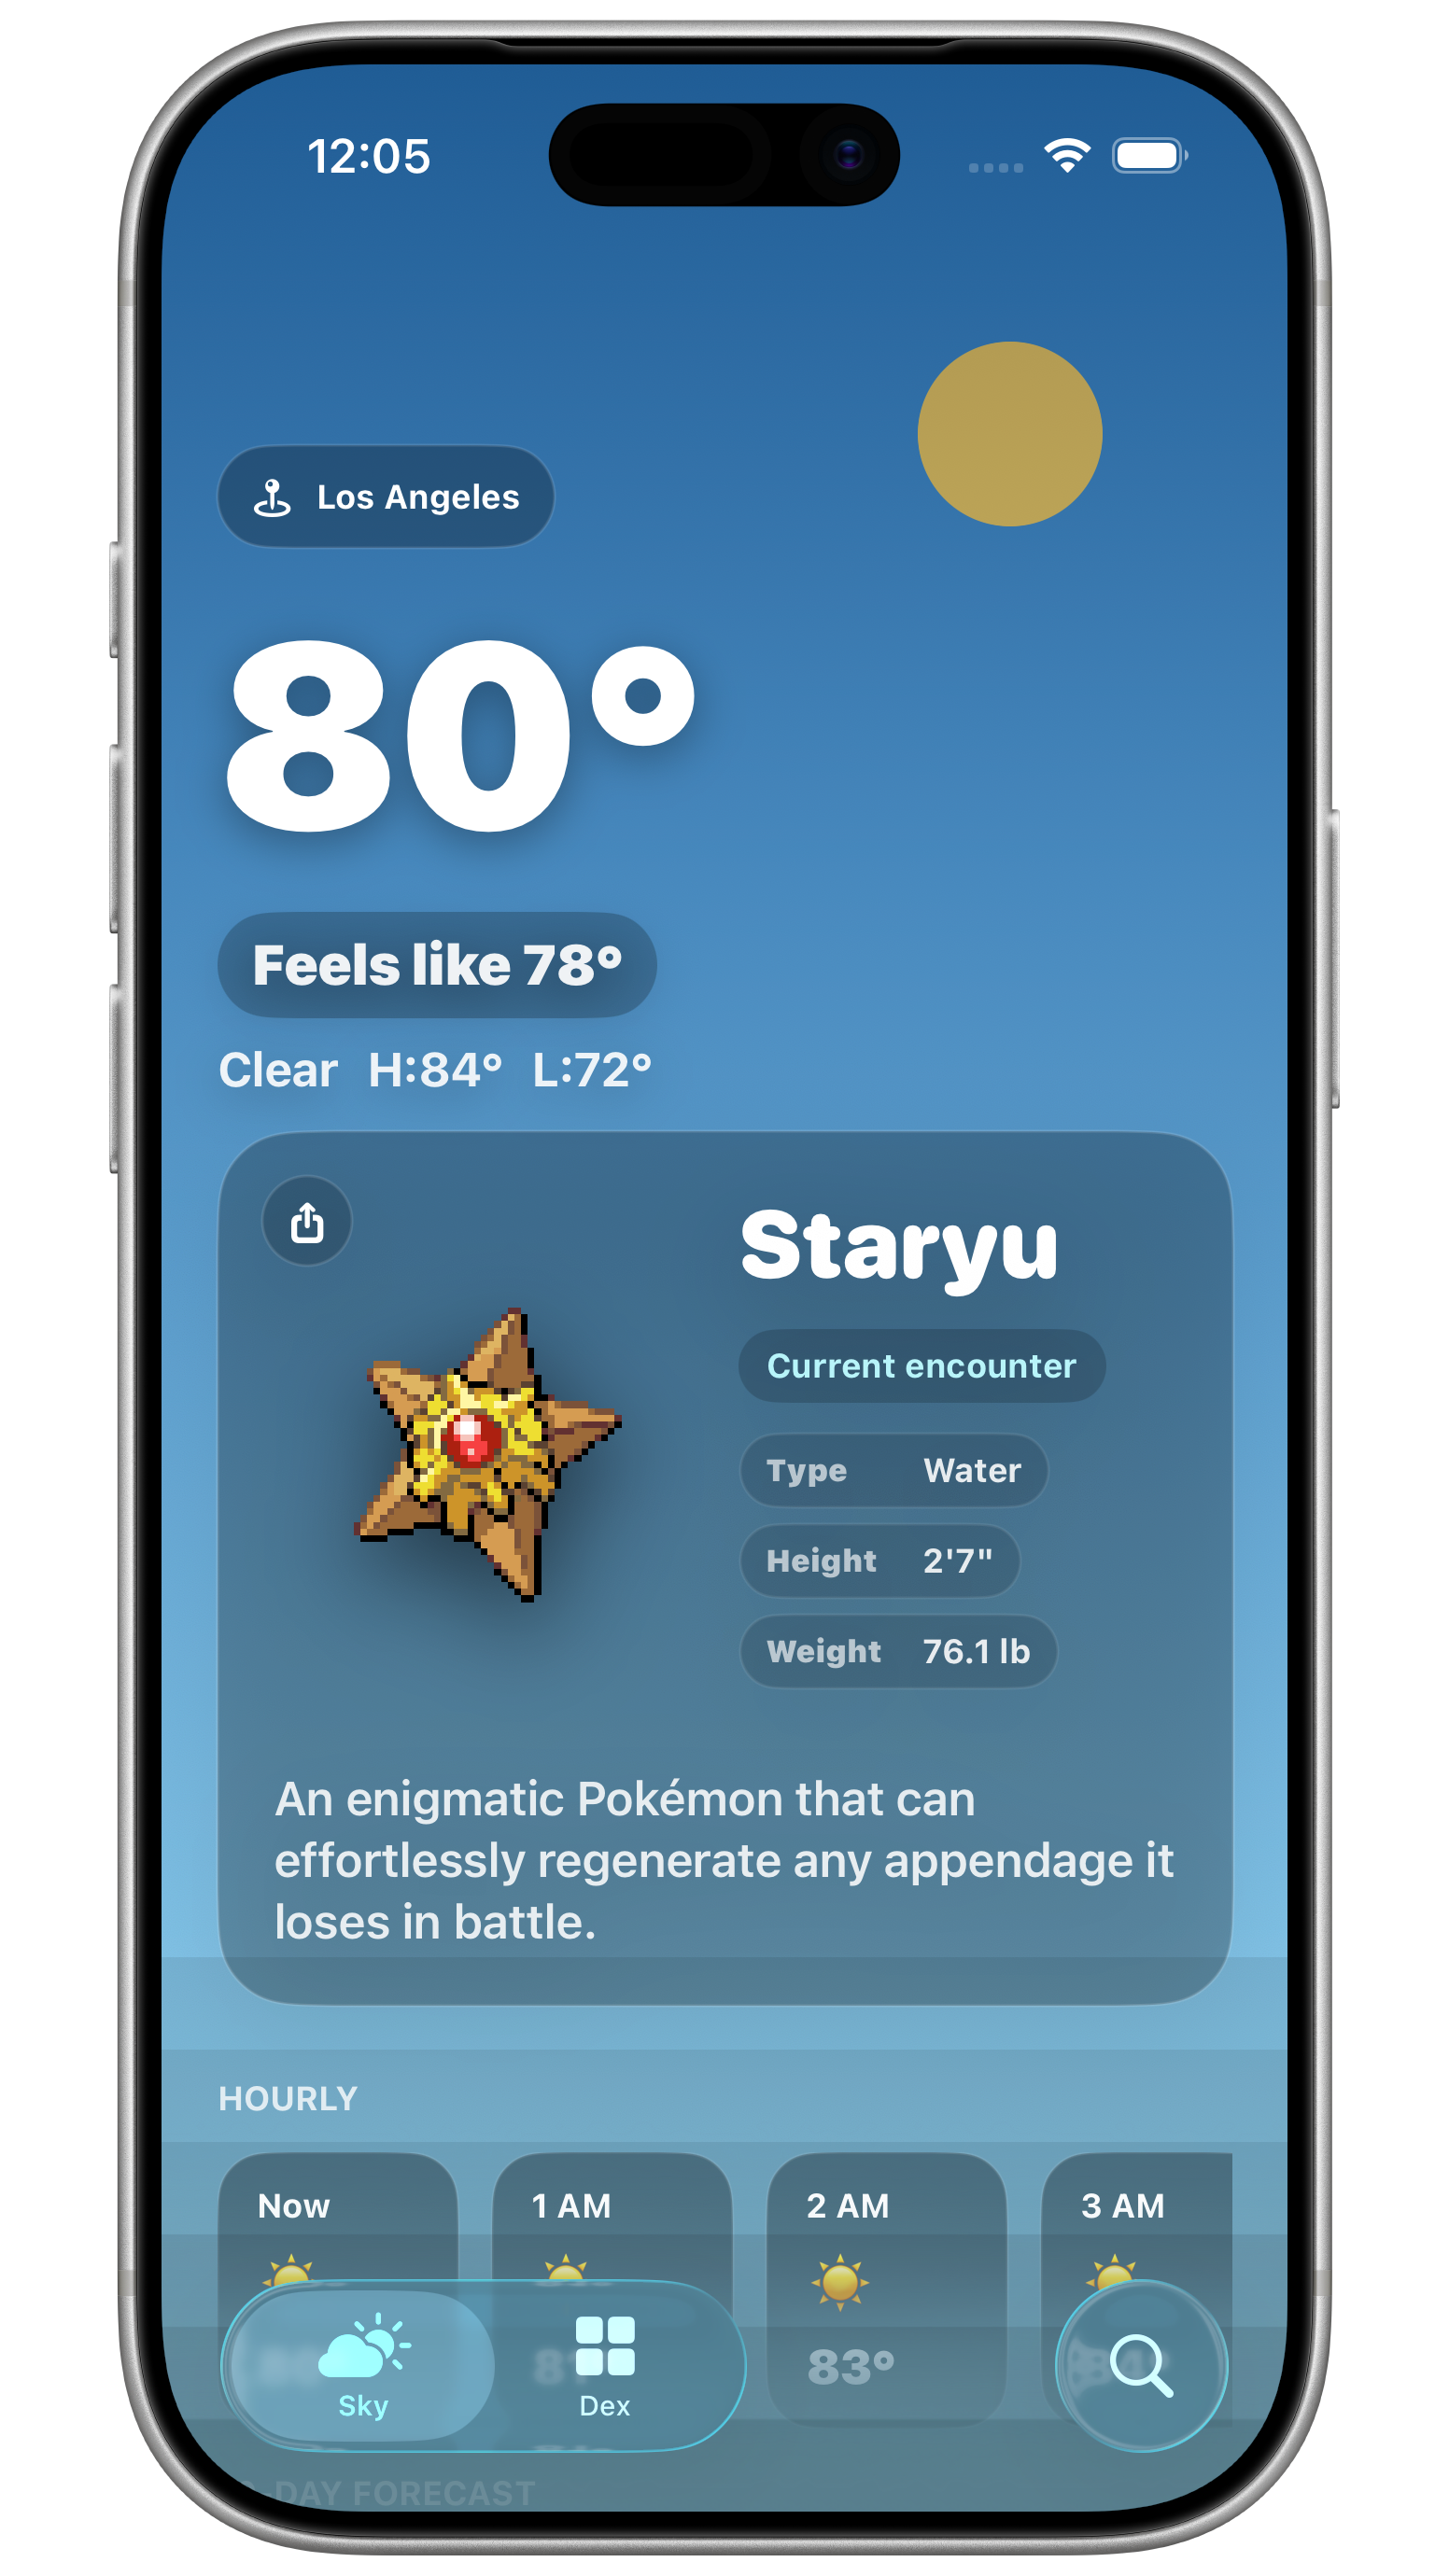 12:05
Los Angeles
80°
Feels like 78°
Clear H:84° L:72°
Staryu
Current encounter
Type Water
Height 2'7"
Weight 76.1 lb
An enigmatic Pokémon that can
effortlessly regenerate any appendage it
loses in battle.
HOURLY
Now 1 AM 2 AM 3 AM
83°
Sky Dex
-DAY FORECAST